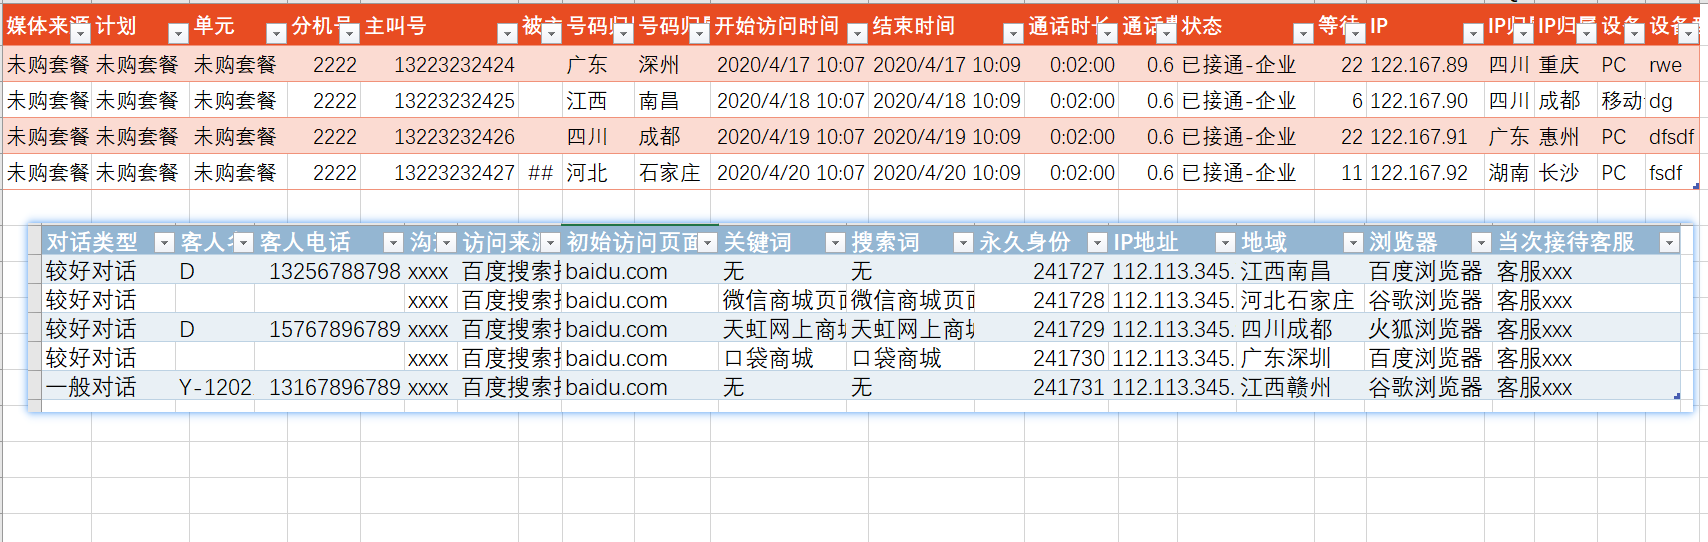 媒体来源 计划 单元 分机号 主叫号 被 号码归 号码归 开始访问时间 结束时间 通话时长 通话 状态 等待 IP IP归 IP归属 设备 设备
未购套餐 未购套餐 未购套餐 2222 13223232424 广东 深州 2020/4/17 10:07 2020/4/17 10:09 0:02:00 0.6 已接通-企业 22 122.167.89 四川 重庆 PC rwe
未购套餐 未购套餐 未购套餐 2222 13223232425 江西 南昌 2020/4/18 10:07 2020/4/18 10:09 0:02:00 0.6 已接通-企业 6 122.167.90 四川 成都 移动 dg
未购套餐 未购套餐 未购套餐 2222 13223232426 四川 成都 2020/4/19 10:07 2020/4/19 10:09 0:02:00 0.6 已接通-企业 22 122.167.91 广东 惠州 PC dfsdf
未购套餐 未购套餐 未购套餐 2222 13223232427 ## 河北 石家庄 2020/4/20 10:07 2020/4/20 10:09 0:02:00 0.6 已接通-企业 11 122.167.92 湖南 长沙 PC fsdf
对话类型 客人 客人电话 沟 访问来源 初始访问页面 关键词 搜索词 永久身份 IP地址 地域 浏览器 当次接待客服
较好对话 D 13256788798 xxxx 百度搜索 baidu.com 无 无 241727 112.113.345. 江西南昌 百度浏览器 客服xxx
较好对话 xxxx 百度搜索 baidu.com 微信商城页面 微信商城页面 241728 112.113.345. 河北石家庄 谷歌浏览器 客服xxx
较好对话 D 15767896789 xxxx 百度搜索 baidu.com 天虹网上商城 天虹网上商城 241729 112.113.345. 四川成都 火狐浏览器 客服xxx
较好对话 xxxx 百度搜索 baidu.com 口袋商城 口袋商城 241730 112.113.345. 广东深圳 百度浏览器 客服xxx
一般对话 Y-1202 13167896789 xxxx 百度搜索 baidu.com 无 无 241731 112.113.345. 江西赣州 谷歌浏览器 客服xxx